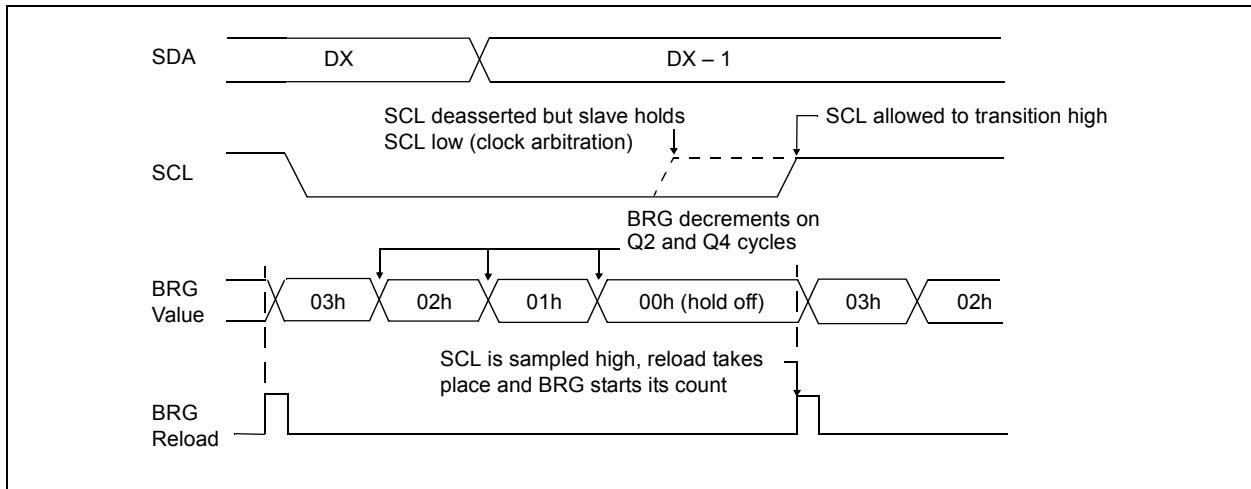 SDA
DX
DX – 1
SCL deasserted but slave holds
SCL low (clock arbitration)
SCL allowed to transition high
SCL
BRG decrements on
Q2 and Q4 cycles
BRG
Value
03h
02h
01h
00h (hold off)
03h
02h
SCL is sampled high, reload takes
place and BRG starts its count
BRG
Reload